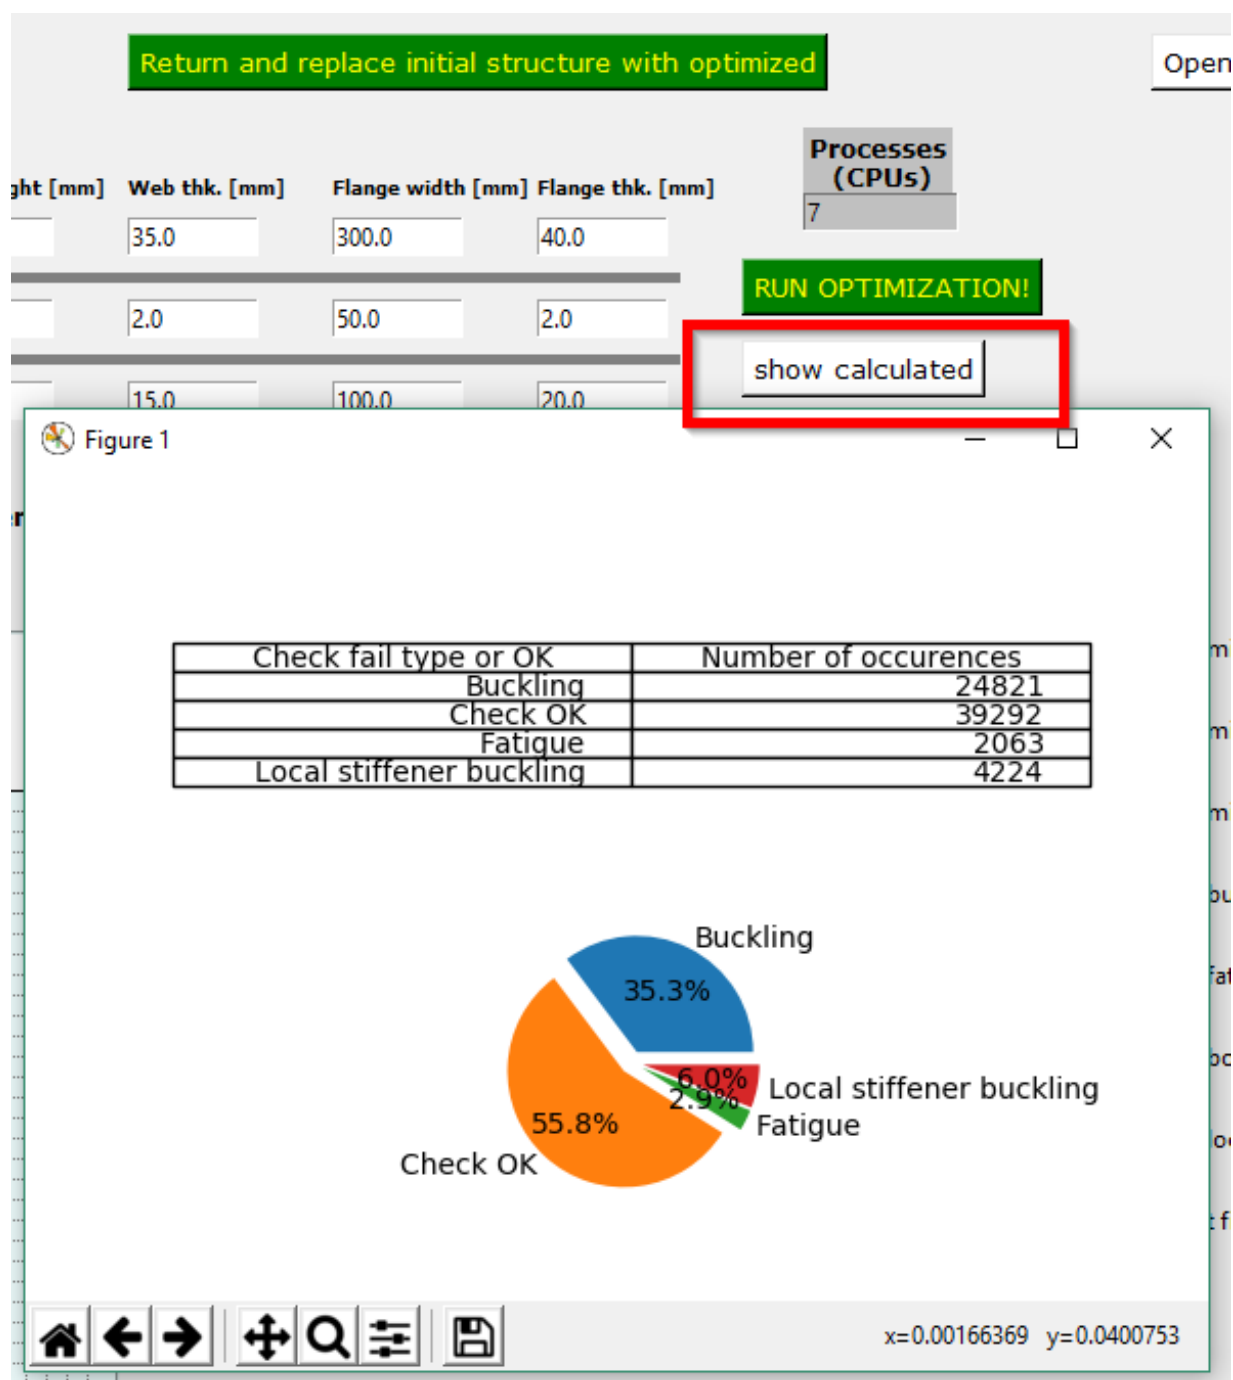 Return and replace initial structure with optimized
Open
Processes
(CPUs)
ght [mm] Web thk. [mm] Flange width [mm] Flange thk. [mm]
7
35.0 300.0 40.0
RUN OPTIMIZATION!
2.0 50.0 2.0
show calculated
15.0 100.0 20.0
Figure 1
Check fail type or OK Number of occurences
Buckling 24821
Check OK 39292
Fatigue 2063
Local stiffener buckling 4224
Buckling
35.3%
6.0%
Local stiffener buckling
2.9%
55.8%
Fatigue
Check OK
x=0.00166369 y=0.0400753